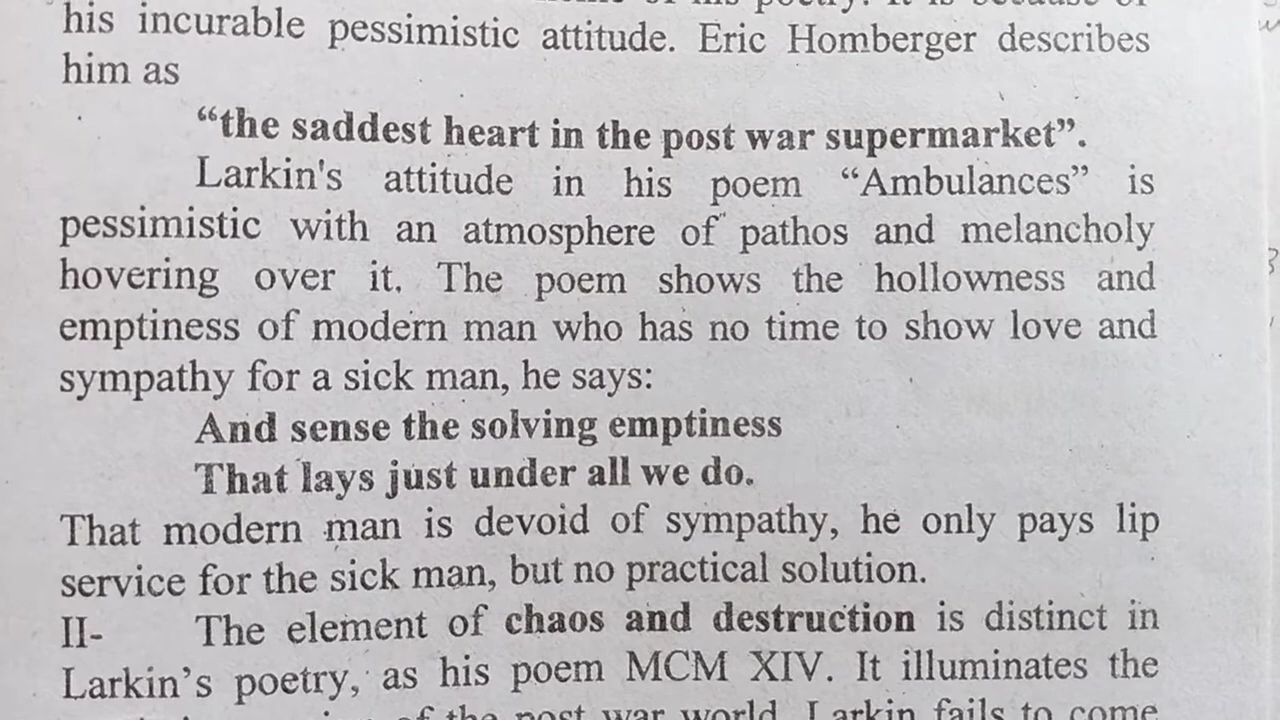 his incurable pessimistic attitude. Eric Homberger describes
him as
“the saddest heart in the post war supermarket”.
Larkin's attitude in his poem “Ambulances” is
pessimistic with an atmosphere of pathos and melancholy
hovering over it. The poem shows the hollowness and
emptiness of modern man who has no time to show love and
sympathy for a sick man, he says:
And sense the solving emptiness
That lays just under all we do.
That modern man is devoid of sympathy, he only pays lip
service for the sick man, but no practical solution.
II- The element of chaos and destruction is distinct in
Larkin’s poetry, as his poem MCM XIV. It illuminates the
of the post war world. Larkin fails to come